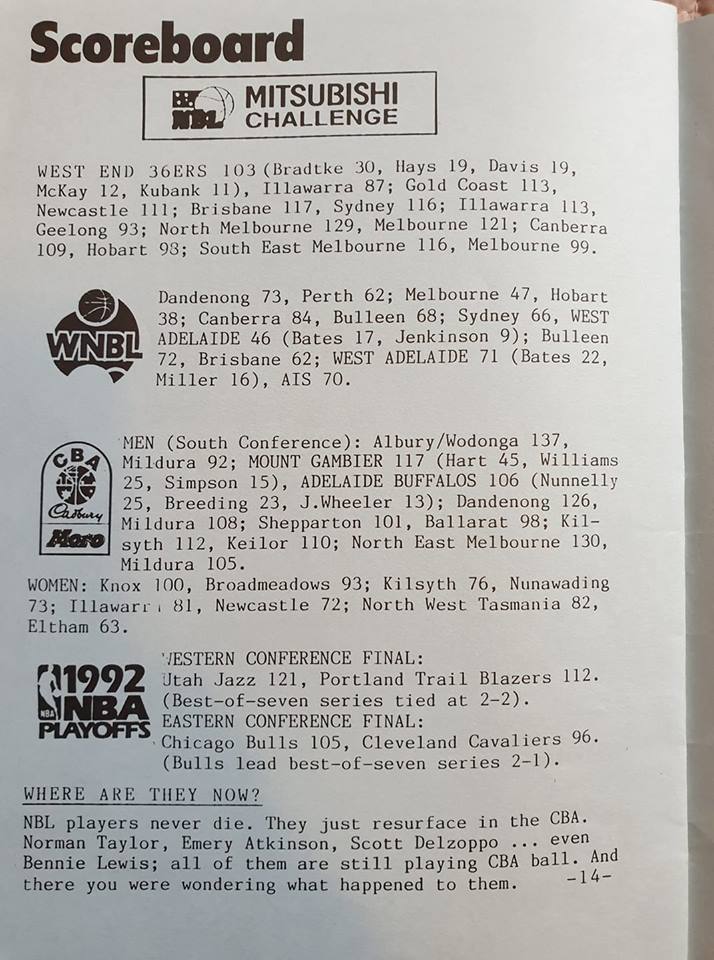 Scoreboard
NBL
MITSUBISHI
CHALLENGE
WEST END 36ERS 103 (Bradtke 30, Hays 19, Davis 19,
McKay 12, Kubank 11), Illawarra 87; Gold Coast 113,
Newcastle 111; Brisbane 117, Sydney 116; Illawarra 113,
Geelong 93; North Melbourne 129, Melbourne 121; Canberra
109, Hobart 98; South East Melbourne 116, Melbourne 99.
WNBL
Dandenong 73, Perth 62; Melbourne 47, Hobart
38; Canberra 84, Bulleen 68; Sydney 66, WEST
ADELAIDE 46 (Bates 17, Jenkinson 9); Bulleen
72, Brisbane 62; WEST ADELAIDE 71 (Bates 22,
Miller 16), AIS 70.
CBA
Cadbury
Moro
MEN (South Conference): Albury/Wodonga 137,
Mildura 92; MOUNT GAMBIER 117 (Hart 45, Williams
25, Simpson 15), ADELAIDE BUFFALOS 106 (Nunnelly
25, Breeding 23, J.Wheeler 13); Dandenong 126,
Mildura 108; Shepparton 101, Ballarat 98; Kil-
syth 112, Keilor 110; North East Melbourne 130,
Mildura 105.
WOMEN: Knox 100, Broadmeadows 93; Kilsyth 76, Nunawading
73; Illawarra 81, Newcastle 72; North West Tasmania 82,
Eltham 63.
1992
NBA
NBA
PLAYOFFS
WESTERN CONFERENCE FINAL:
Utah Jazz 121, Portland Trail Blazers 112.
(Best-of-seven series tied at 2-2).
EASTERN CONFERENCE FINAL:
Chicago Bulls 105, Cleveland Cavaliers 96.
(Bulls lead best-of-seven series 2-1).
WHERE ARE THEY NOW?
NBL players never die. They just resurface in the CBA.
Norman Taylor, Emery Atkinson, Scott Delzoppo ... even
Bennie Lewis; all of them are still playing CBA ball. And
there you were wondering what happened to them. -14-